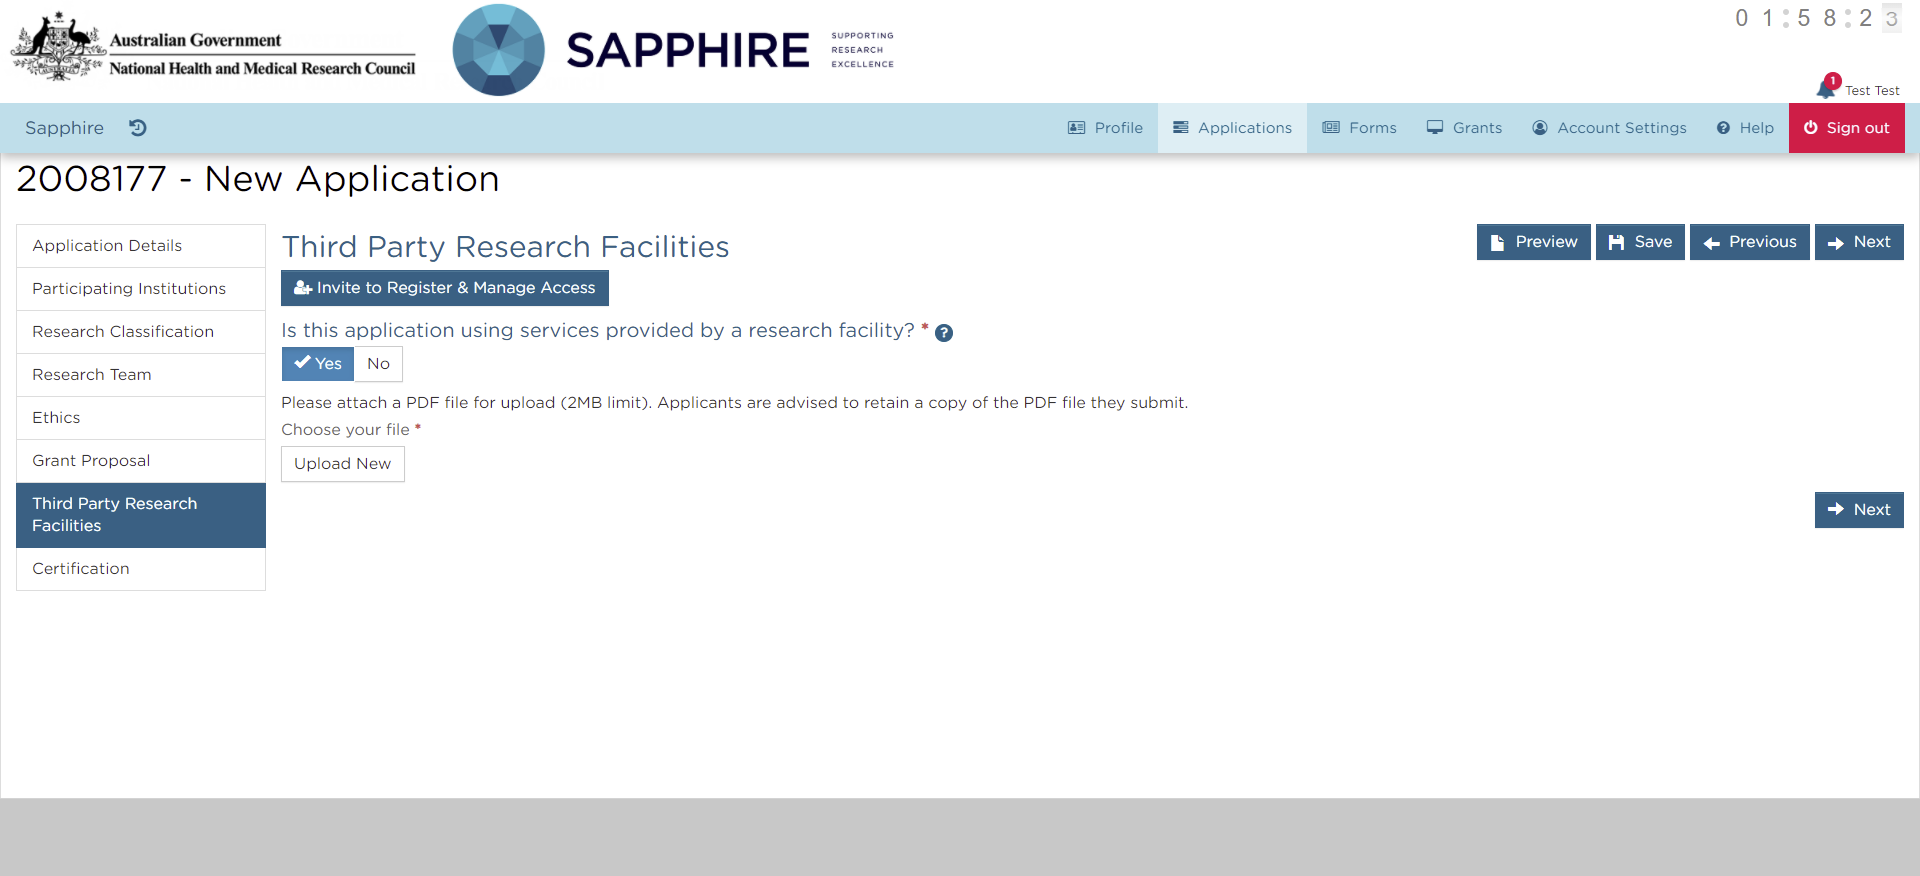 Australian Government
National Health and Medical Research Council
SAPPHIRE
SUPPORTING
RESEARCH
EXCELLENCE
01:58:23
1
Test Test
Sapphire
Profile
Applications
Forms
Grants
Account Settings
Help
Sign out
2008177 - New Application
Application Details
Participating Institutions
Research Classification
Research Team
Ethics
Grant Proposal
Third Party Research
Facilities
Certification
Third Party Research Facilities
Preview
Save
Previous
Next
Invite to Register & Manage Access
Is this application using services provided by a research facility? *
Yes
No
Please attach a PDF file for upload (2MB limit). Applicants are advised to retain a copy of the PDF file they submit.
Choose your file *
Upload New
Next